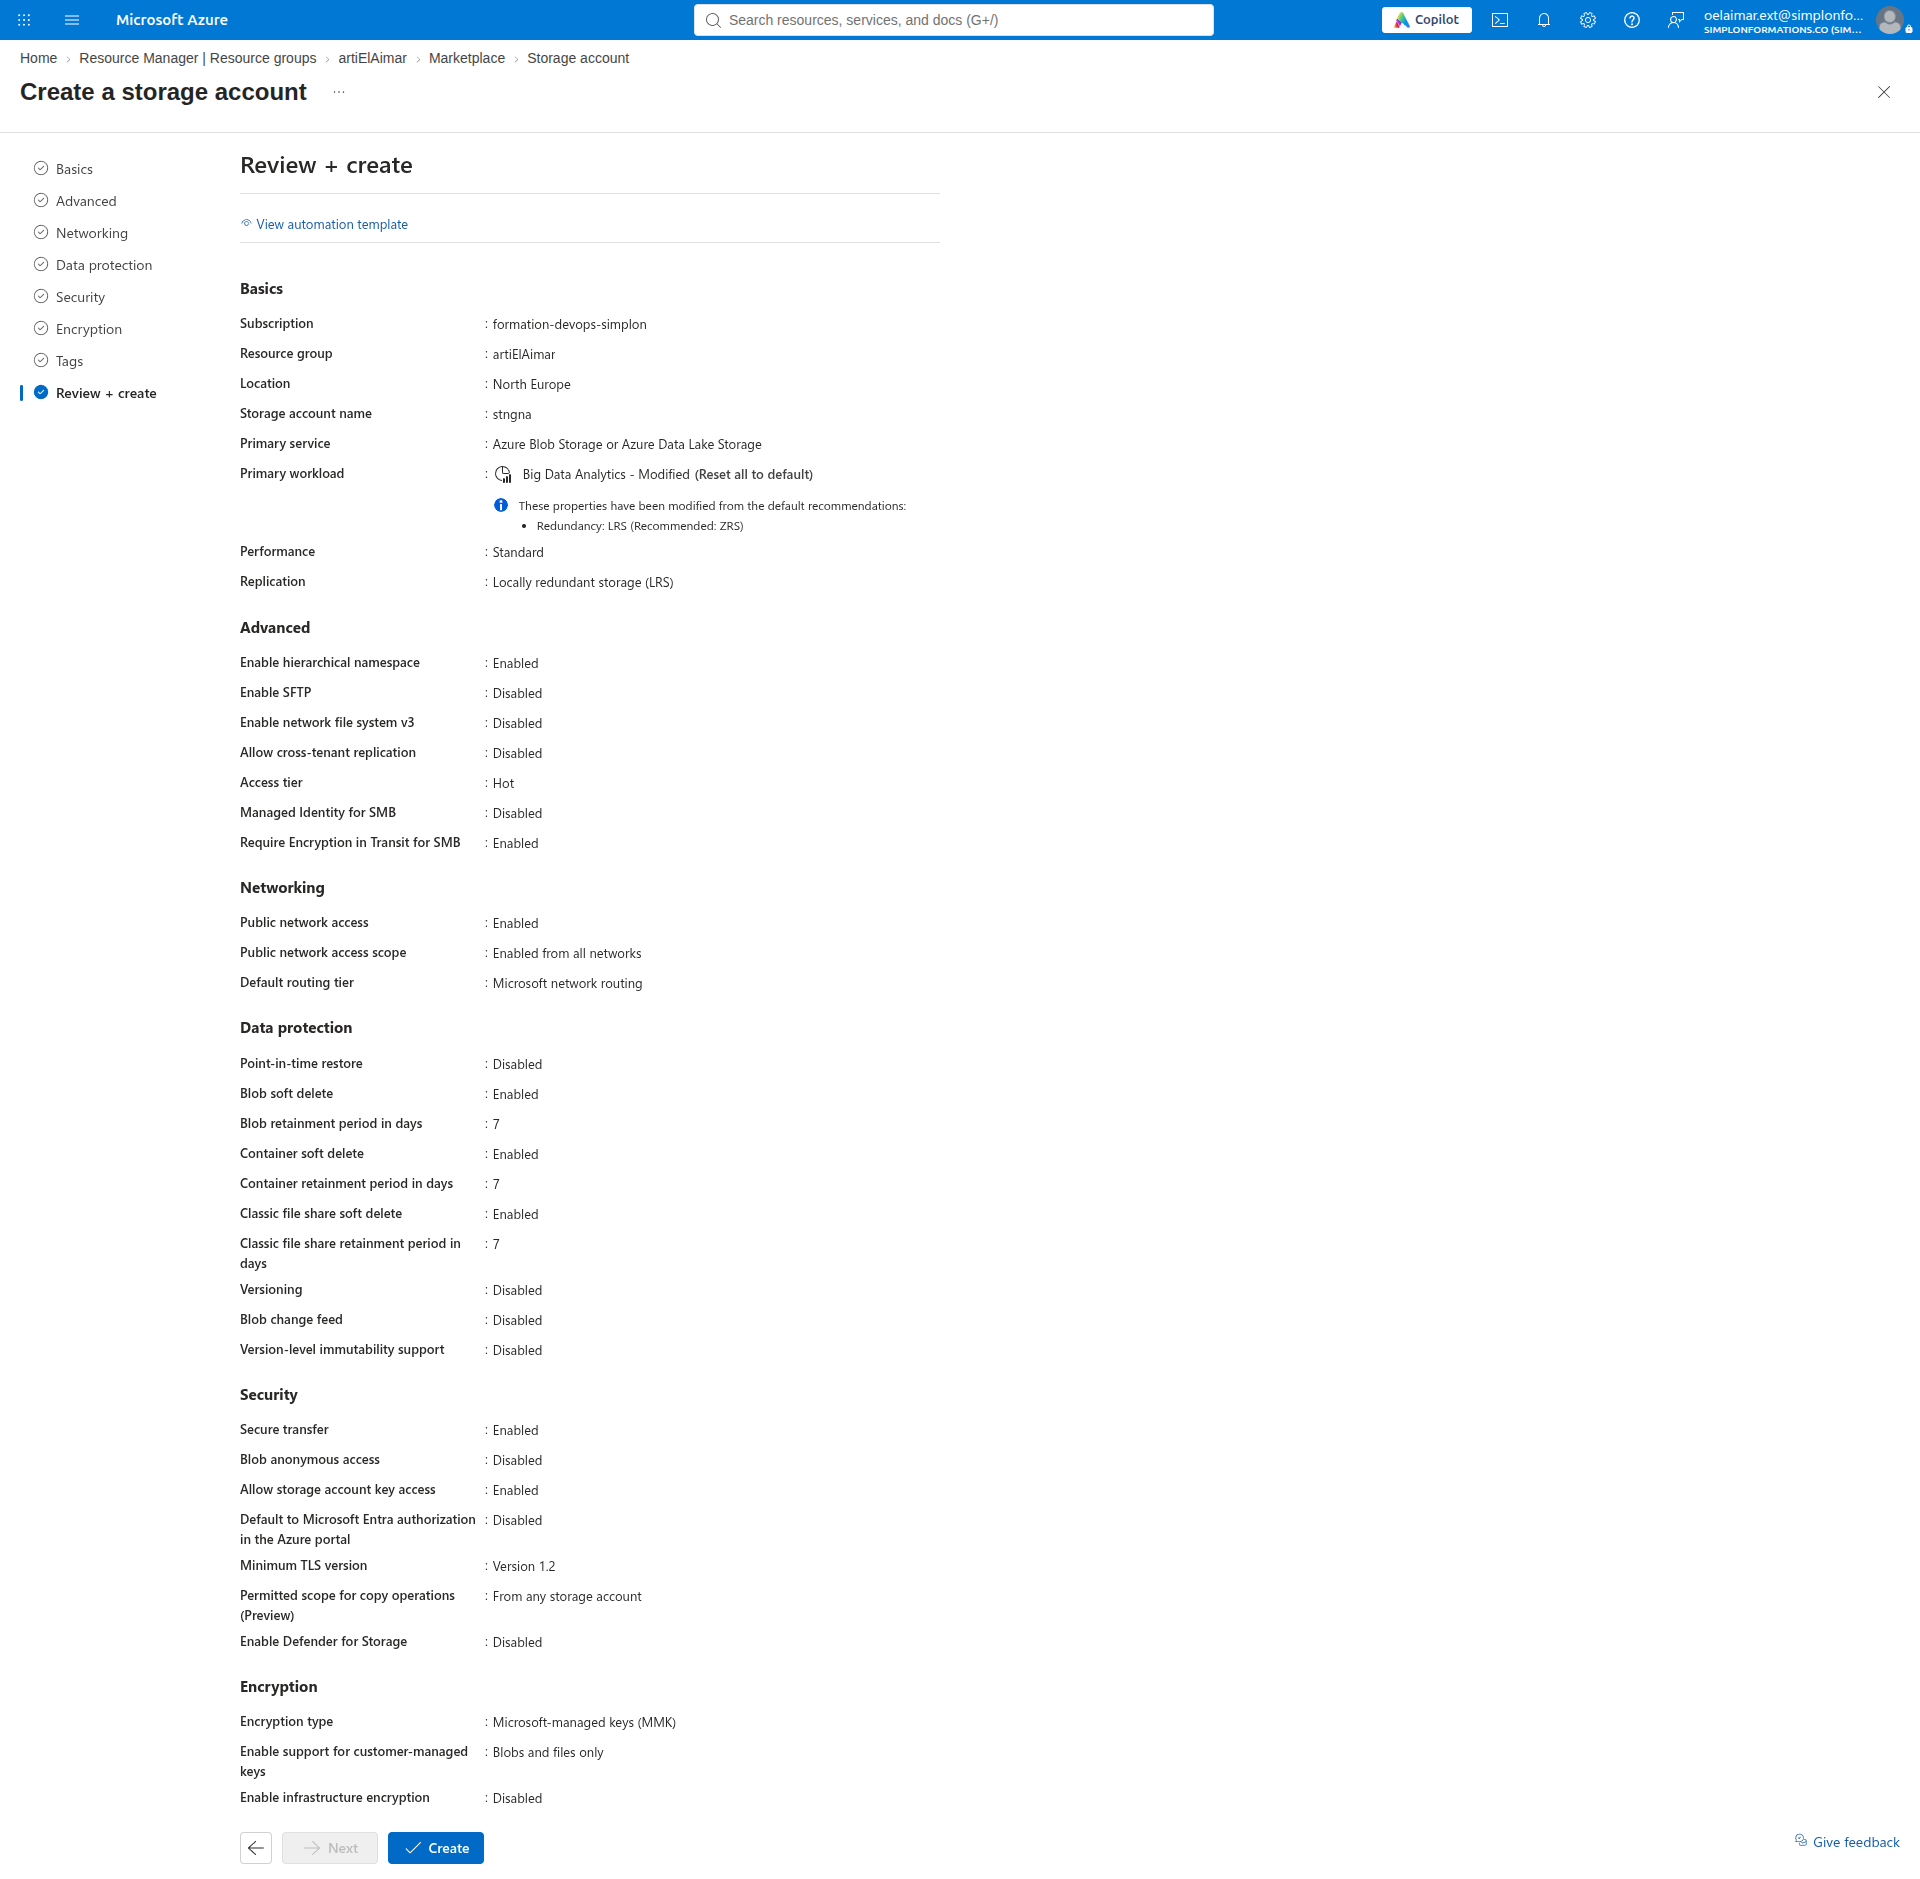 Microsoft Azure
Search resources, services, and docs (G+/)
Copilot
oelaimar.ext@simplonfo...
SIMPLONFORMATIONS.CO (SIM...
Home › Resource Manager | Resource groups › artiElAimar › Marketplace › Storage account
Create a storage account ...
Basics
Advanced
Networking
Data protection
Security
Encryption
Tags
Review + create
Review + create
View automation template
Basics
Subscription : formation-devops-simplon
Resource group : artiElAimar
Location : North Europe
Storage account name : stngna
Primary service : Azure Blob Storage or Azure Data Lake Storage
Primary workload : Big Data Analytics - Modified (Reset all to default)
These properties have been modified from the default recommendations:
• Redundancy: LRS (Recommended: ZRS)
Performance : Standard
Replication : Locally redundant storage (LRS)
Advanced
Enable hierarchical namespace : Enabled
Enable SFTP : Disabled
Enable network file system v3 : Disabled
Allow cross-tenant replication : Disabled
Access tier : Hot
Managed Identity for SMB : Disabled
Require Encryption in Transit for SMB : Enabled
Networking
Public network access : Enabled
Public network access scope : Enabled from all networks
Default routing tier : Microsoft network routing
Data protection
Point-in-time restore : Disabled
Blob soft delete : Enabled
Blob retainment period in days : 7
Container soft delete : Enabled
Container retainment period in days : 7
Classic file share soft delete : Enabled
Classic file share retainment period in : 7
days
Versioning : Disabled
Blob change feed : Disabled
Version-level immutability support : Disabled
Security
Secure transfer : Enabled
Blob anonymous access : Disabled
Allow storage account key access : Enabled
Default to Microsoft Entra authorization : Disabled
in the Azure portal
Minimum TLS version : Version 1.2
Permitted scope for copy operations : From any storage account
(Preview)
Enable Defender for Storage : Disabled
Encryption
Encryption type : Microsoft-managed keys (MMK)
Enable support for customer-managed : Blobs and files only
keys
Enable infrastructure encryption : Disabled
Next
Create
Give feedback